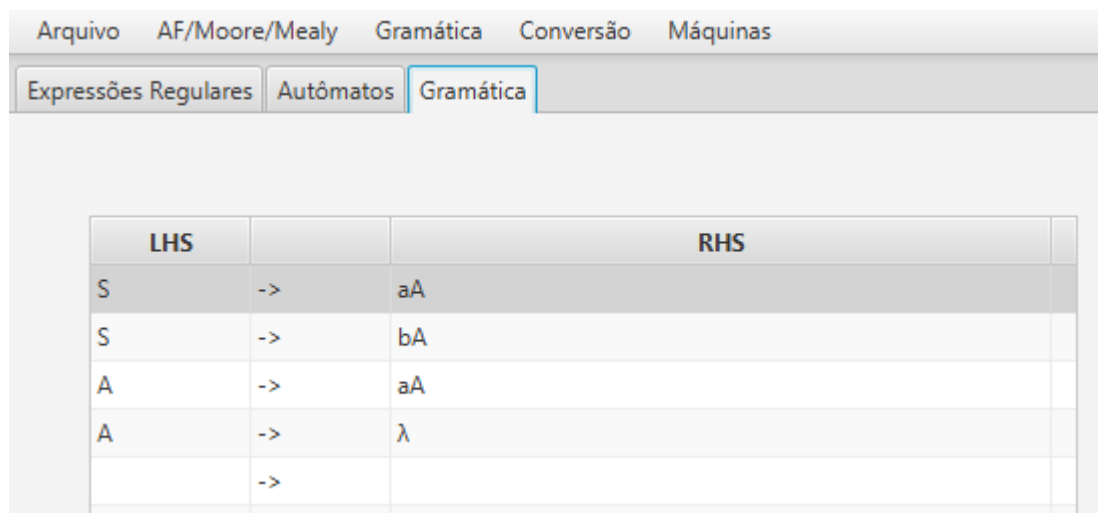 Arquivo AF/Moore/Mealy Gramática Conversão Máquinas
Expressões Regulares Autômatos Gramática
LHS RHS
S -> aA
S -> bA
A -> aA
A -> λ
->